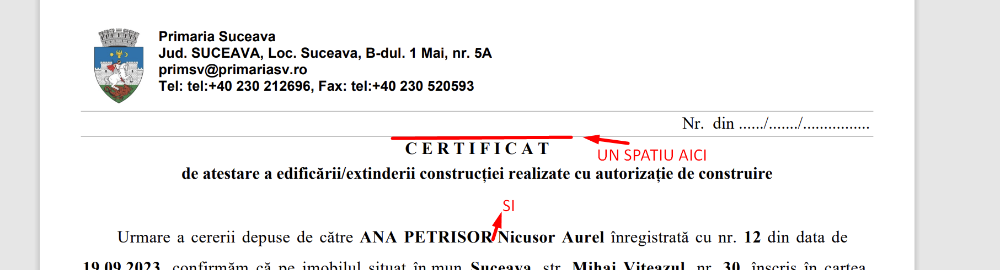 Primaria Suceava
Jud. SUCEAVA, Loc. Suceava, B-dul. 1 Mai, nr. 5A
primsv@primariasv.ro
Tel: tel:+40 230 212696, Fax: tel:+40 230 520593
Nr.  din ....../......./................
C E R T I F I C A T
UN SPATIU AICI
de atestare a edificării/extinderii construcției realizate cu autorizație de construire
SI
Urmare a cererii depuse de către ANA PETRISOR Nicusor Aurel înregistrată cu nr. 12 din data de
19.09.2023, confirmăm că pe imobilul situat în mun. Suceava, str. Mihai Viteazul, nr. 30, înscris în cartea